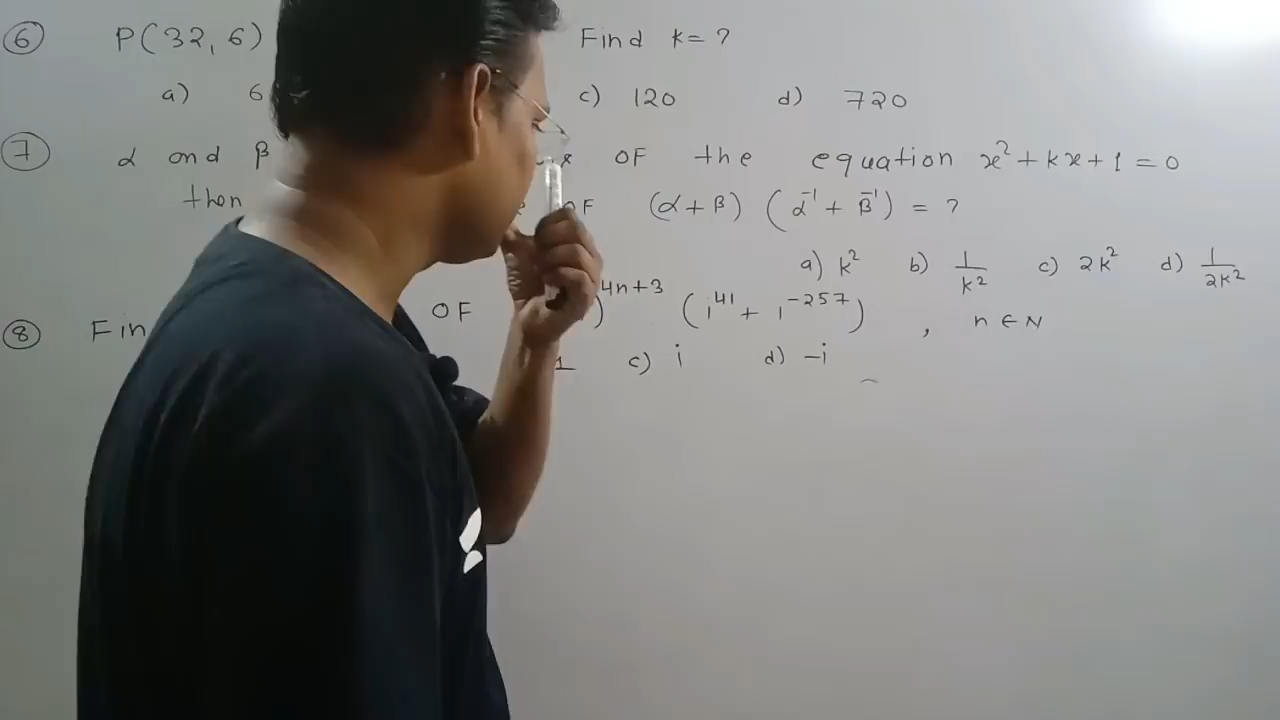 6 P(32, 6) Find k = ?
a) 6 c) 120 d) 720
7 α and β OF the equation x² + kx + 1 = 0
then OF (α + β) (α⁻¹ + β⁻¹) = ?
a) k² b) 1/k² c) 2k² d) 1/2k²
8 Fin OF )⁴ⁿ⁺³ (i⁴¹ + i⁻²⁵⁷) , n ∈ N
1 c) i d) -i